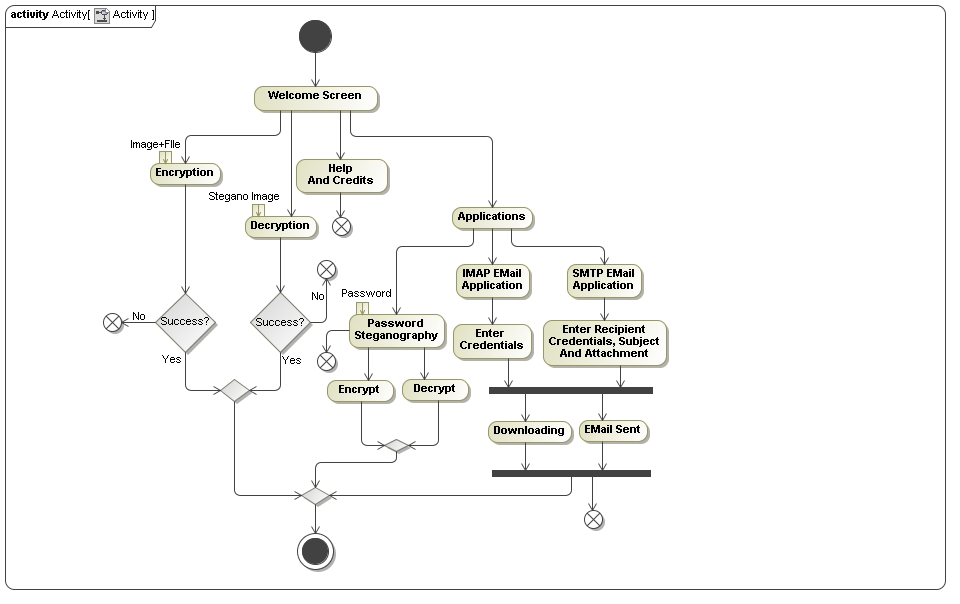 activity Activity[ Activity ]
Welcome Screen
Image+FIle
Encryption
Help
And Credits
Stegano Image
Decryption
Applications
IMAP EMail
Application
SMTP EMail
Application
No
Password
No
Success?
Success?
Password
Steganography
Enter
Credentials
Enter Recipient
Credentials, Subject
And Attachment
Yes
Yes
Encrypt
Decrypt
Downloading
EMail Sent